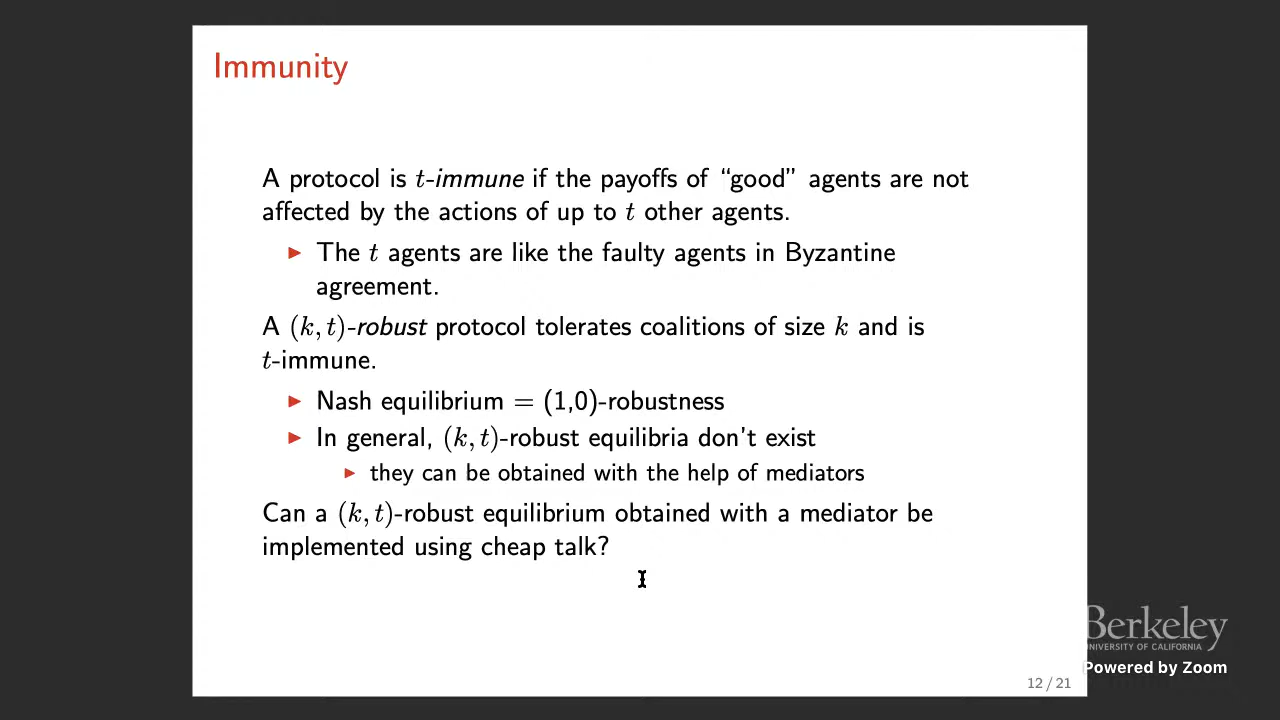 Immunity
A protocol is t-immune if the payoffs of “good” agents are not
affected by the actions of up to t other agents.
▶ The t agents are like the faulty agents in Byzantine
agreement.
A (k, t)-robust protocol tolerates coalitions of size k and is
t-immune.
▶ Nash equilibrium = (1,0)-robustness
▶ In general, (k, t)-robust equilibria don't exist
▶ they can be obtained with the help of mediators
Can a (k, t)-robust equilibrium obtained with a mediator be
implemented using cheap talk?
Berkeley
UNIVERSITY OF CALIFORNIA
Powered by Zoom
12 / 21